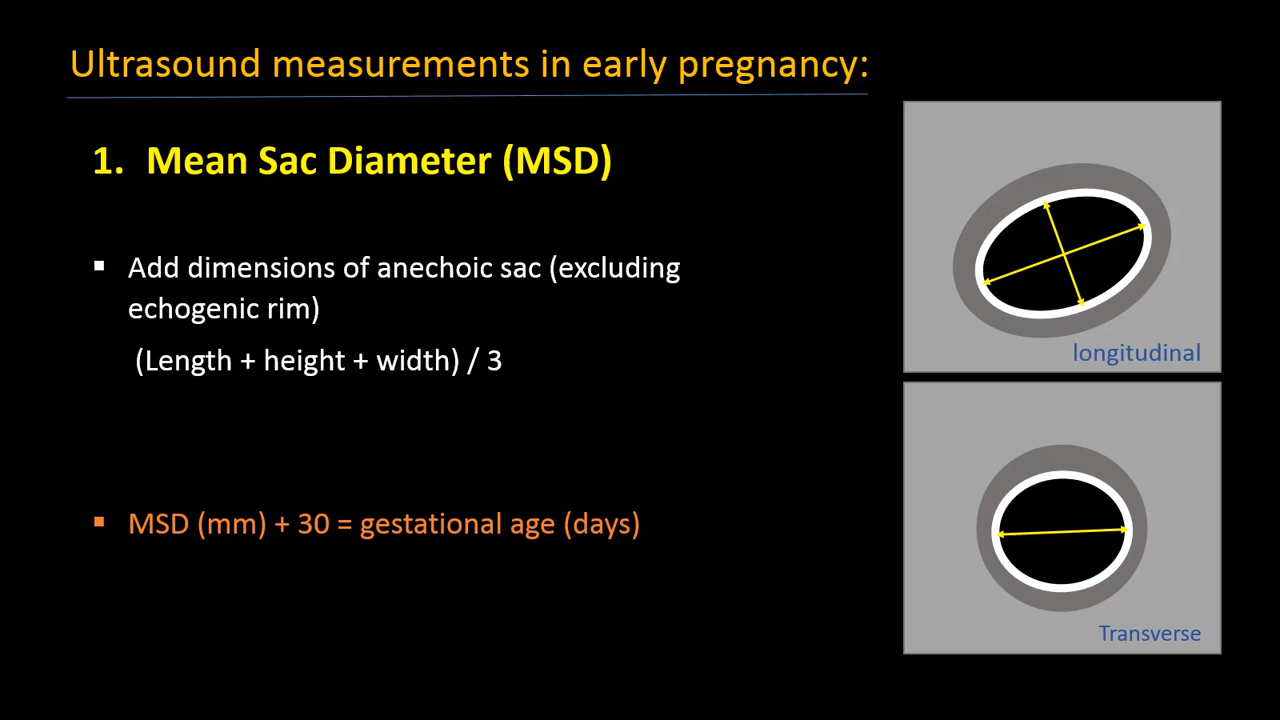 Ultrasound measurements in early pregnancy:
1. Mean Sac Diameter (MSD)
▪ Add dimensions of anechoic sac (excluding
echogenic rim)
(Length + height + width) / 3
▪ MSD (mm) + 30 = gestational age (days)
longitudinal
Transverse